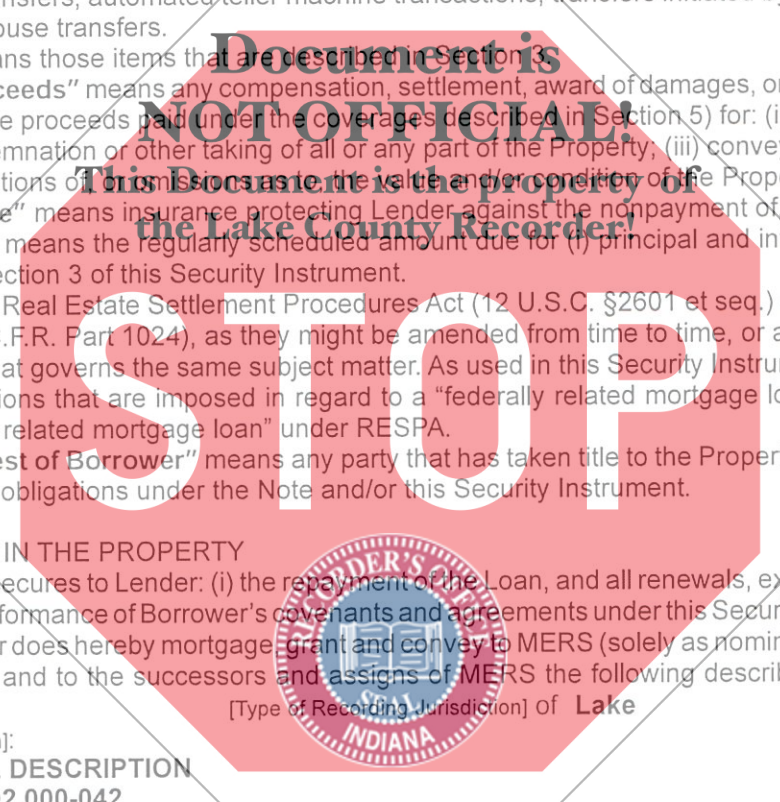 nsfers, automated teller machine transactions, transfers initiated by
ouse transfers.
ns those items that are described in Section 3.
ceeds" means any compensation, settlement, award of damages, or
e proceeds paid under the coverages described in Section 5) for: (i
emnation or other taking of all or any part of the Property; (iii) convey
tions of, or omissions as to, the value and/or condition of the Prope
e" means insurance protecting Lender against the nonpayment of
means the regularly scheduled amount due for (i) principal and in
ection 3 of this Security Instrument.
Real Estate Settlement Procedures Act (12 U.S.C. §2601 et seq.)
.F.R. Part 1024), as they might be amended from time to time, or a
at governs the same subject matter. As used in this Security Instru
ions that are imposed in regard to a “federally related mortgage lo
related mortgage loan” under RESPA.
est of Borrower" means any party that has taken title to the Propert
obligations under the Note and/or this Security Instrument.
IN THE PROPERTY
ecures to Lender: (i) the repayment of the Loan, and all renewals, ex
formance of Borrower’s covenants and agreements under this Secur
r does hereby mortgage, grant and convey to MERS (solely as nomin
and to the successors and assigns of MERS the following describ
[Type of Recording Jurisdiction] of Lake
]:
DESCRIPTION
02.000-042
Document is
NOT OFFICIAL!
This Document is the property of
the Lake County Recorder!
STOP
RECORDER'S OFFICE
SEAL
INDIANA